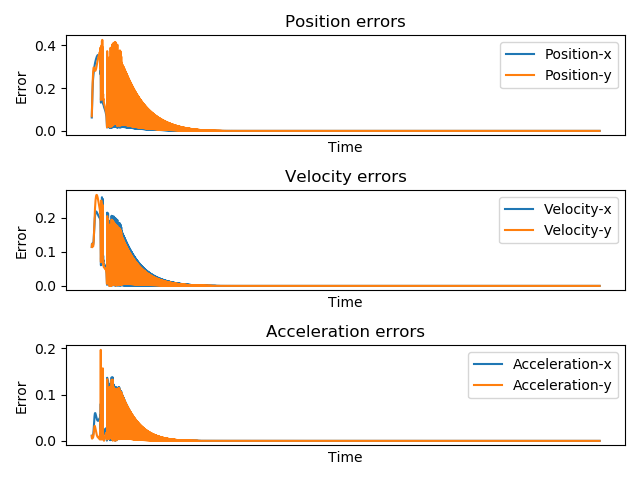 Position errors
Error
0.4
0.2
0.0
Position-x
Position-y
Time
Velocity errors
Error
0.2
0.1
0.0
Velocity-x
Velocity-y
Time
Acceleration errors
Error
0.2
0.1
0.0
Acceleration-x
Acceleration-y
Time